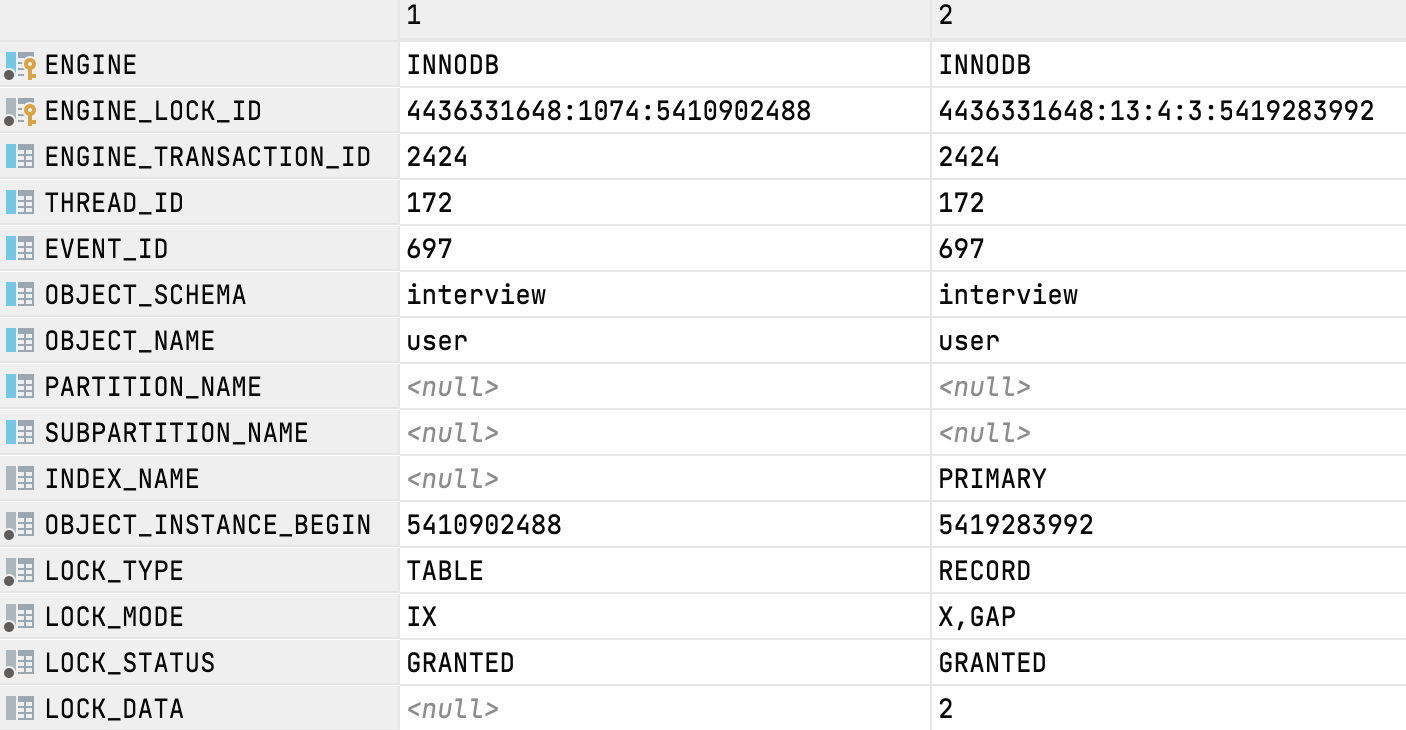 1 2
ENGINE INNODB INNODB
ENGINE_LOCK_ID 4436331648:1074:5410902488 4436331648:13:4:3:5419283992
ENGINE_TRANSACTION_ID 2424 2424
THREAD_ID 172 172
EVENT_ID 697 697
OBJECT_SCHEMA interview interview
OBJECT_NAME user user
PARTITION_NAME <null> <null>
SUBPARTITION_NAME <null> <null>
INDEX_NAME <null> PRIMARY
OBJECT_INSTANCE_BEGIN 5410902488 5419283992
LOCK_TYPE TABLE RECORD
LOCK_MODE IX X,GAP
LOCK_STATUS GRANTED GRANTED
LOCK_DATA <null> 2